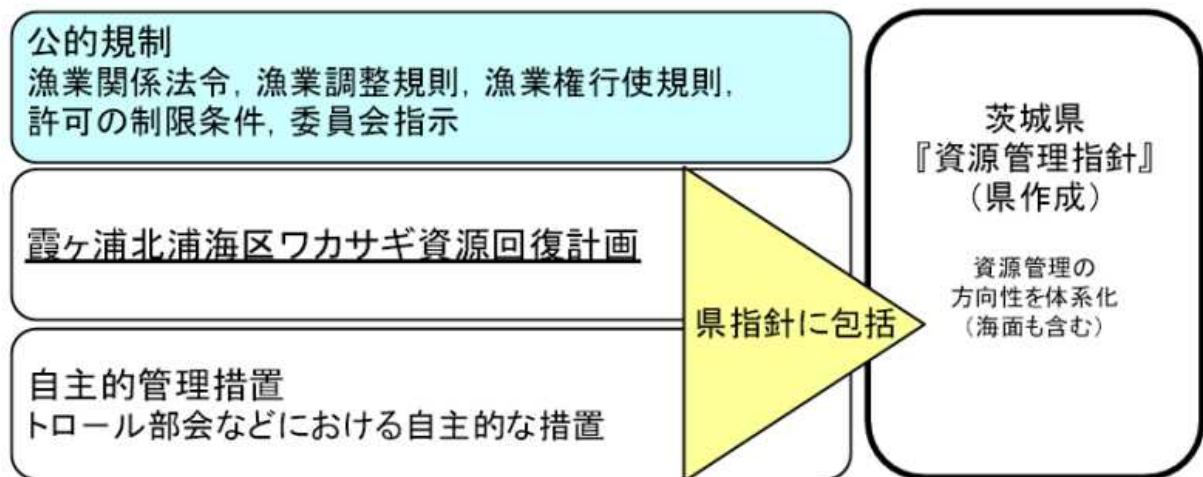 公的規制
漁業関係法令, 漁業調整規則, 漁業権行使規則,
許可の制限条件, 委員会指示
霞ヶ浦北浦海区ワカサギ資源回復計画
自主的管理措置
トロール部会などにおける自主的な措置
県指針に包括
茨城県
『資源管理指針』
(県作成)
資源管理の
方向性を体系化
(海面も含む)